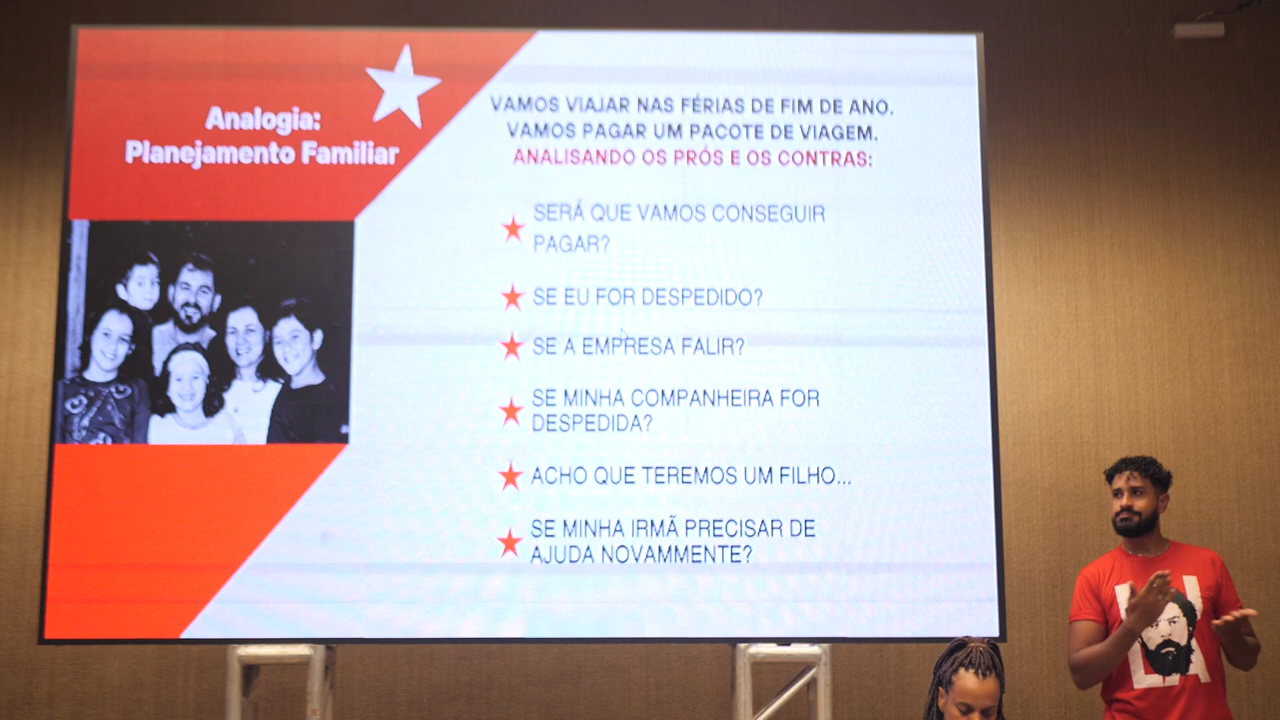 Analogia:
Planejamento Familiar
VAMOS VIAJAR NAS FÉRIAS DE FIM DE ANO.
VAMOS PAGAR UM PACOTE DE VIAGEM.
ANALISANDO OS PRÓS E OS CONTRAS:
SERÁ QUE VAMOS CONSEGUIR
PAGAR?
SE EU FOR DESPEDIDO?
SE A EMPRESA FALIR?
SE MINHA COMPANHEIRA FOR
DESPEDIDA?
ACHO QUE TEREMOS UM FILHO...
SE MINHA IRMÃ PRECISAR DE
AJUDA NOVAMMENTE?